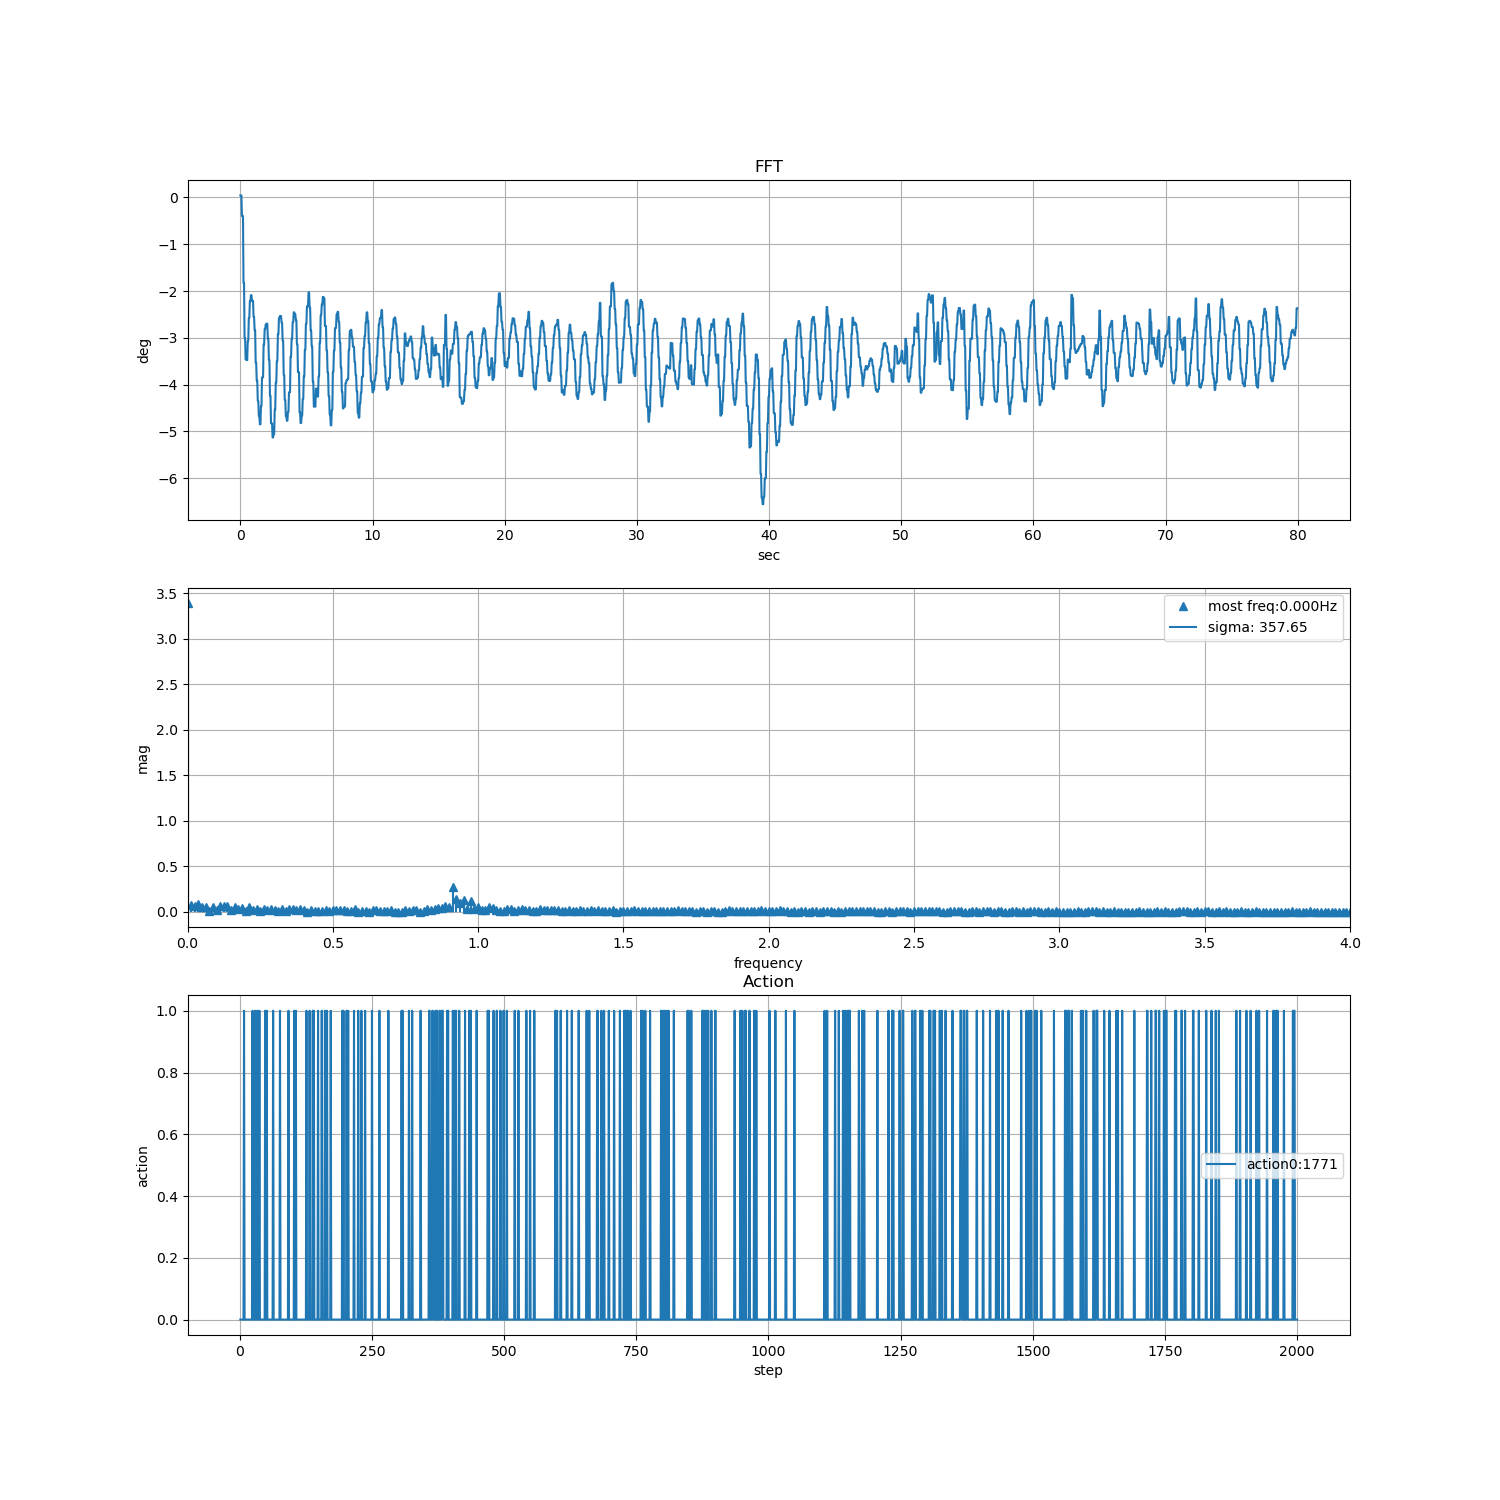 FFT
0
−1
−2
−3
−4
−5
−6
deg
0 10 20 30 40 50 60 70 80
sec
3.5
3.0
2.5
2.0
1.5
1.0
0.5
0.0
mag
most freq:0.000Hz
sigma: 357.65
0.0 0.5 1.0 1.5 2.0 2.5 3.0 3.5 4.0
frequency
Action
1.0
0.8
0.6
0.4
0.2
0.0
action
action0:1771
0 250 500 750 1000 1250 1500 1750 2000
step